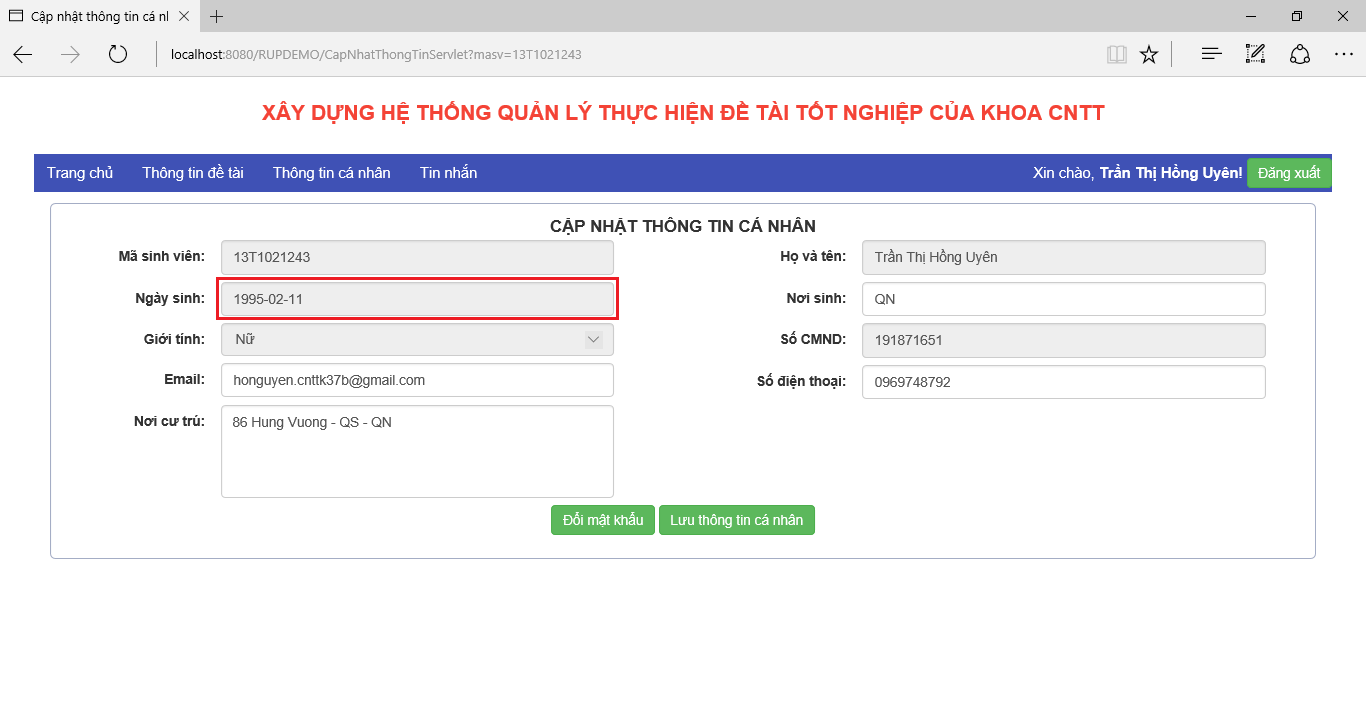 Cập nhật thông tin cá nl
localhost:8080/RUPDEMO/CapNhatThongTinServlet?masv=13T1021243
XÂY DỰNG HỆ THỐNG QUẢN LÝ THỰC HIỆN ĐỀ TÀI TỐT NGHIỆP CỦA KHOA CNTT
Trang chủ Thông tin đề tài Thông tin cá nhân Tin nhắn Xin chào, Trần Thị Hồng Uyên! Đăng xuất
CẬP NHẬT THÔNG TIN CÁ NHÂN
Mã sinh viên: 13T1021243 Họ và tên: Trần Thị Hồng Uyên
Ngày sinh: 1995-02-11 Nơi sinh: QN
Giới tính: Nữ Số CMND: 191871651
Email: honguyen.cnttk37b@gmail.com Số điện thoại: 0969748792
Nơi cư trú: 86 Hung Vuong - QS - QN
Đổi mật khẩu Lưu thông tin cá nhân